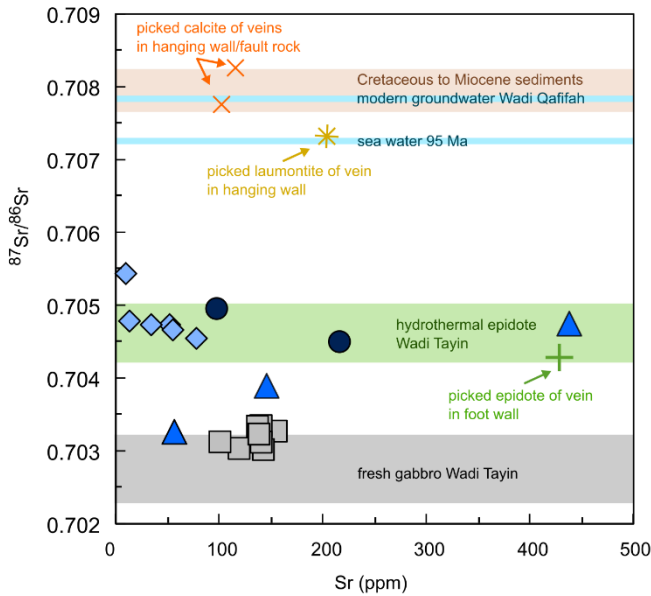 0.709
0.708
0.707
0.706
0.705
0.704
0.703
0.702
87Sr/86Sr
picked calcite of veins
in hanging wall/fault rock
Cretaceous to Miocene sediments
modern groundwater Wadi Qafifah
sea water 95 Ma
picked laumontite of vein
in hanging wall
hydrothermal epidote
Wadi Tayin
picked epidote of vein
in foot wall
fresh gabbro Wadi Tayin
0 100 200 300 400 500
Sr (ppm)